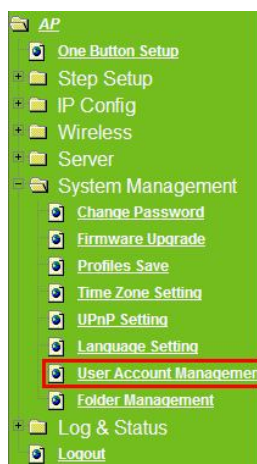 AP
One Button Setup
Step Setup
IP Config
Wireless
Server
System Management
Change Password
Firmware Upgrade
Profiles Save
Time Zone Setting
UPnP Setting
Language Setting
User Account Managemen
Folder Management
Log & Status
Logout